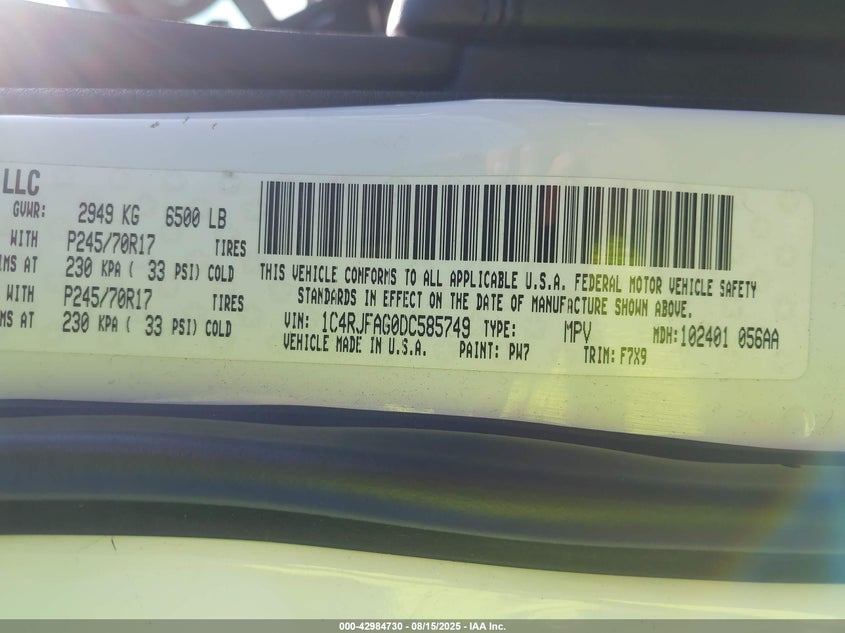 LLC
GVWR: 2949 KG 6500 LB
WITH P245/70R17 TIRES
IMS AT 230 KPA ( 33 PSI) COLD
WITH P245/70R17 TIRES
MS AT 230 KPA ( 33 PSI) COLD
THIS VEHICLE CONFORMS TO ALL APPLICABLE U.S.A. FEDERAL MOTOR VEHICLE SAFETY
STANDARDS IN EFFECT ON THE DATE OF MANUFACTURE SHOWN ABOVE.
VIN: 1C4RJFAG0DC585749 TYPE: MPV MDH:102401 056AA
VEHICLE MADE IN U.S.A. PAINT: PW7 TRIM: F7X9
000-42984730 - 08/15/2025 - IAA Inc.